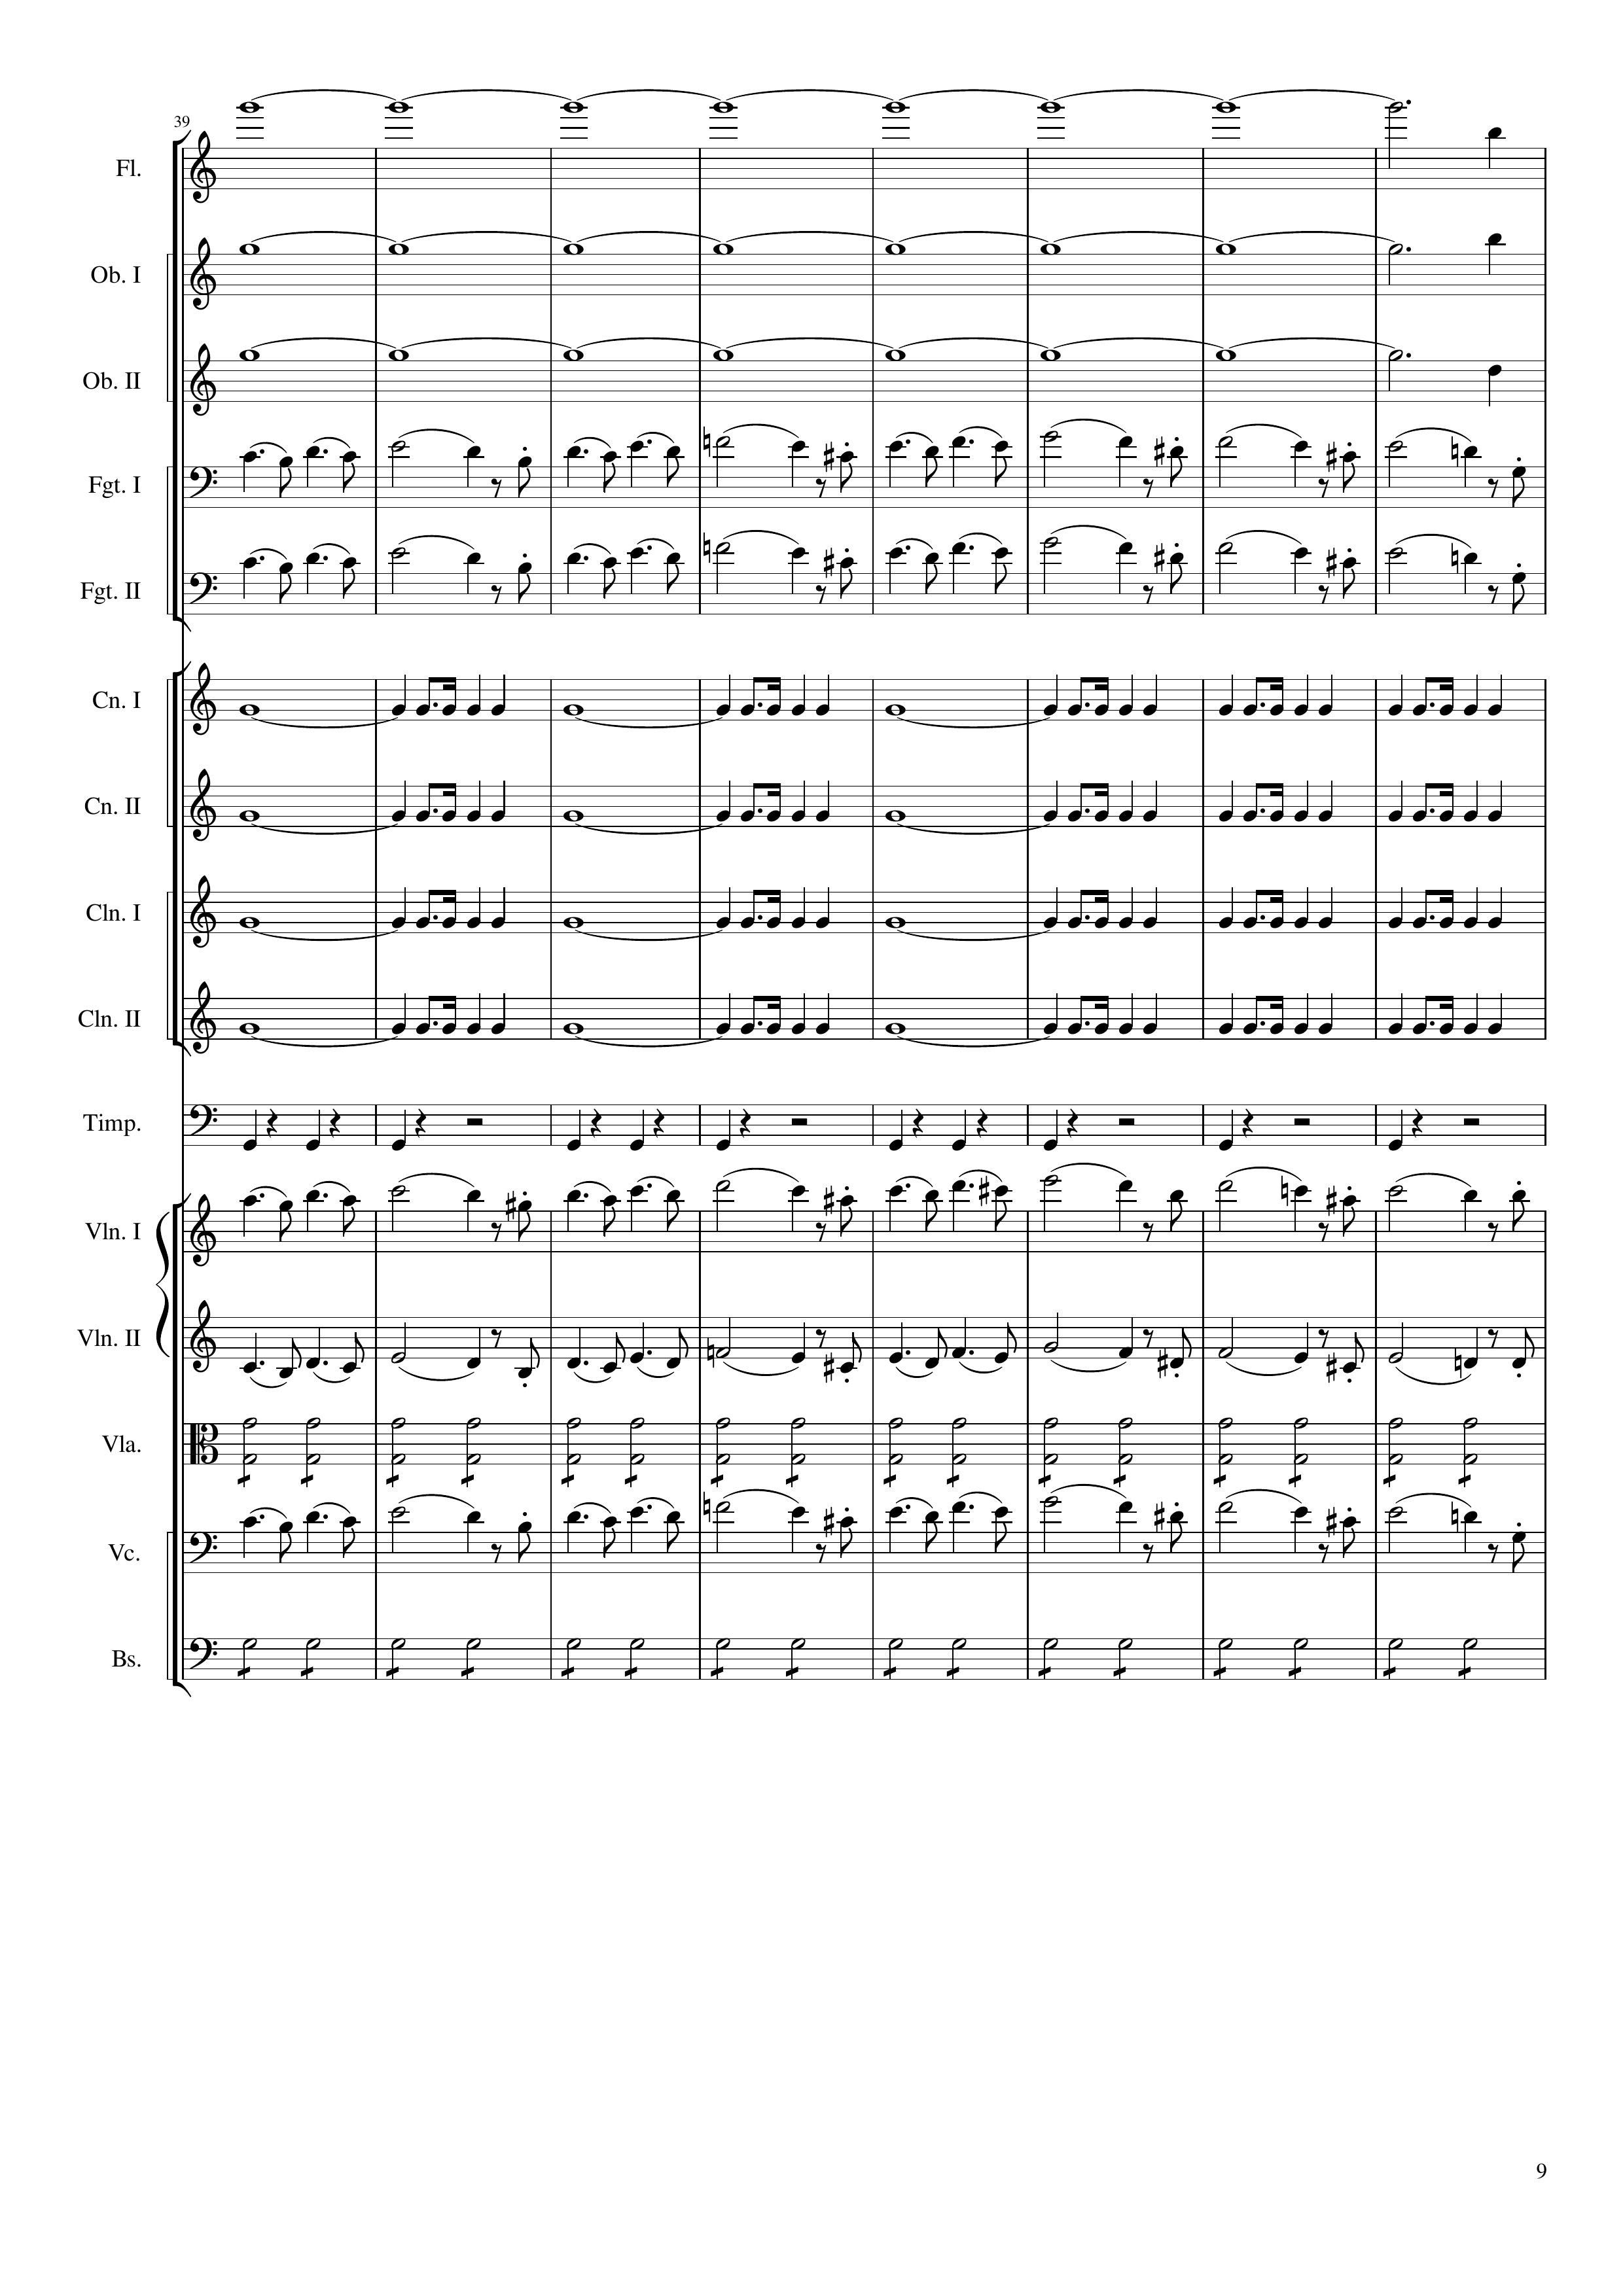 39
Fl.
Ob. I
Ob. II
Fgt. I
Fgt. II
Cn. I
Cn. II
Cln. I
Cln. II
Timp.
Vln. I
Vln. II
Vla.
Vc.
Bs.
9